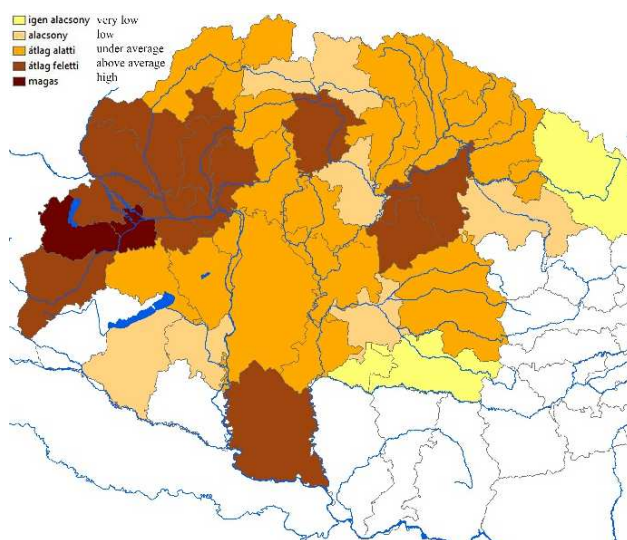 igen alacsony very low
alacsony low
átlag alatti under average
átlag feletti above average
magas high